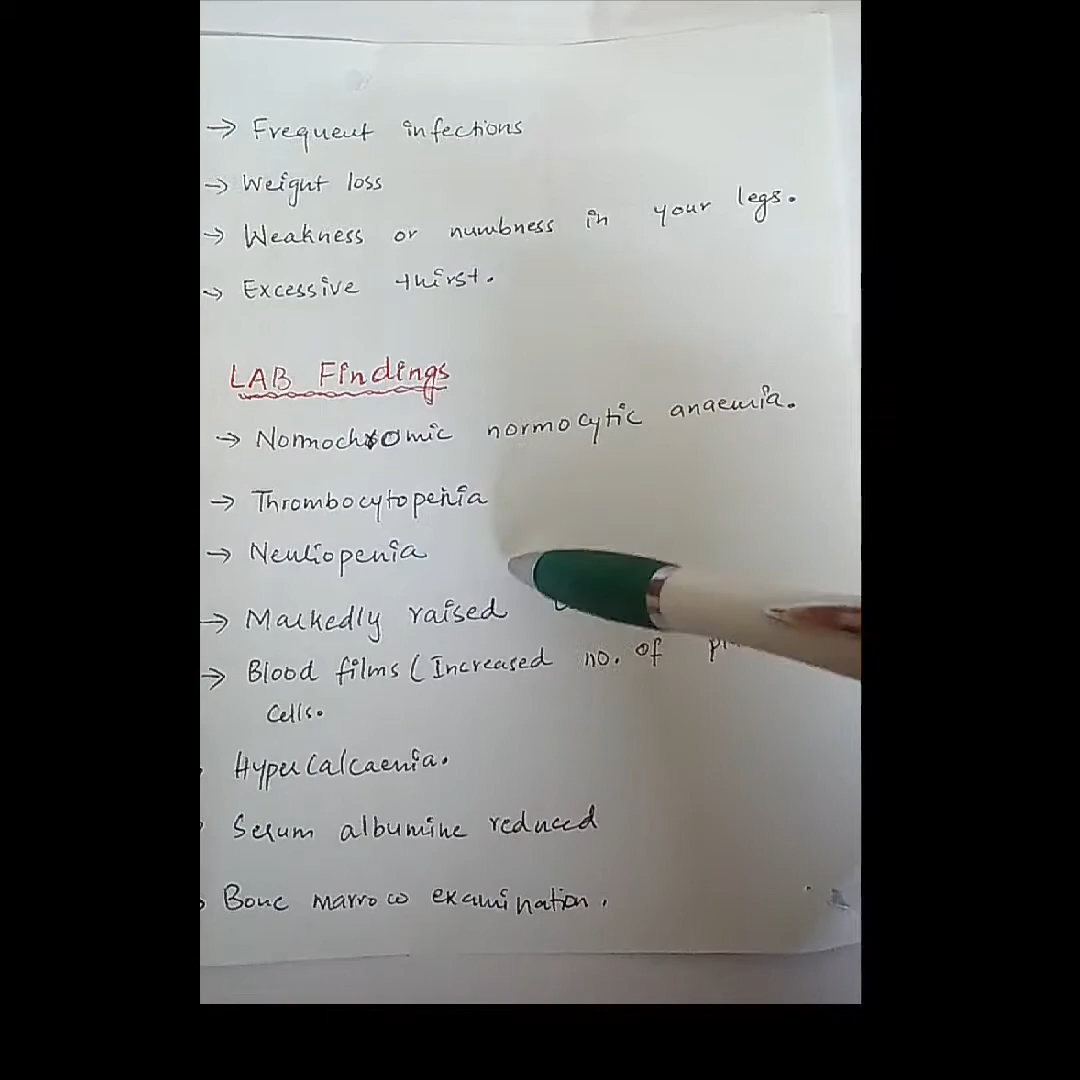 → Frequent infections
→ Weight loss
→ Weakness or numbness in your legs.
→ Excessive thirst.
LAB Findings
→ Normochromic normocytic anaemia.
→ Thrombocytopenia
→ Neutropenia
→ Markedly raised
→ Blood films (Increased no. of
Cells.
Hypercalcaemia.
Serum albumine reduced
Bone marrow examination.